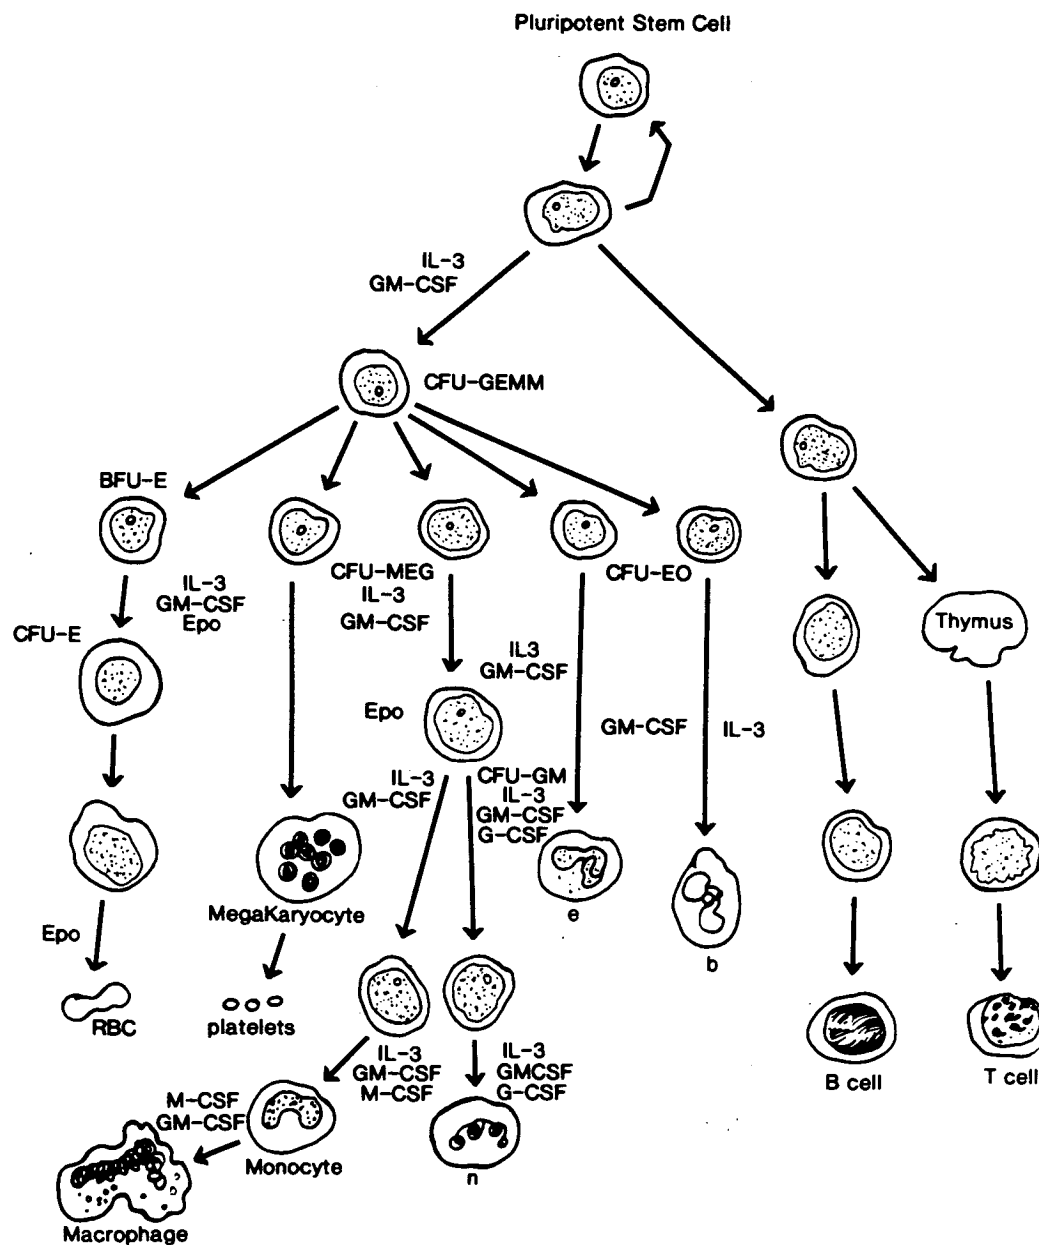 Pluripotent Stem Cell
IL-3
GM-CSF
CFU-GEMM
BFU-E
CFU-MEG
IL-3
GM-CSF
CFU-EO
IL-3
GM-CSF
Epo
CFU-E
Thymus
IL3
GM-CSF
Epo
GM-CSF
IL-3
IL-3
GM-CSF
CFU-GM
IL-3
GM-CSF
G-CSF
MegaKaryocyte
e
Epo
b
RBC
platelets
IL-3
GM-CSF
M-CSF
IL-3
GMCSF
G-CSF
B cell
T cell
M-CSF
GM-CSF
Monocyte
n
Macrophage